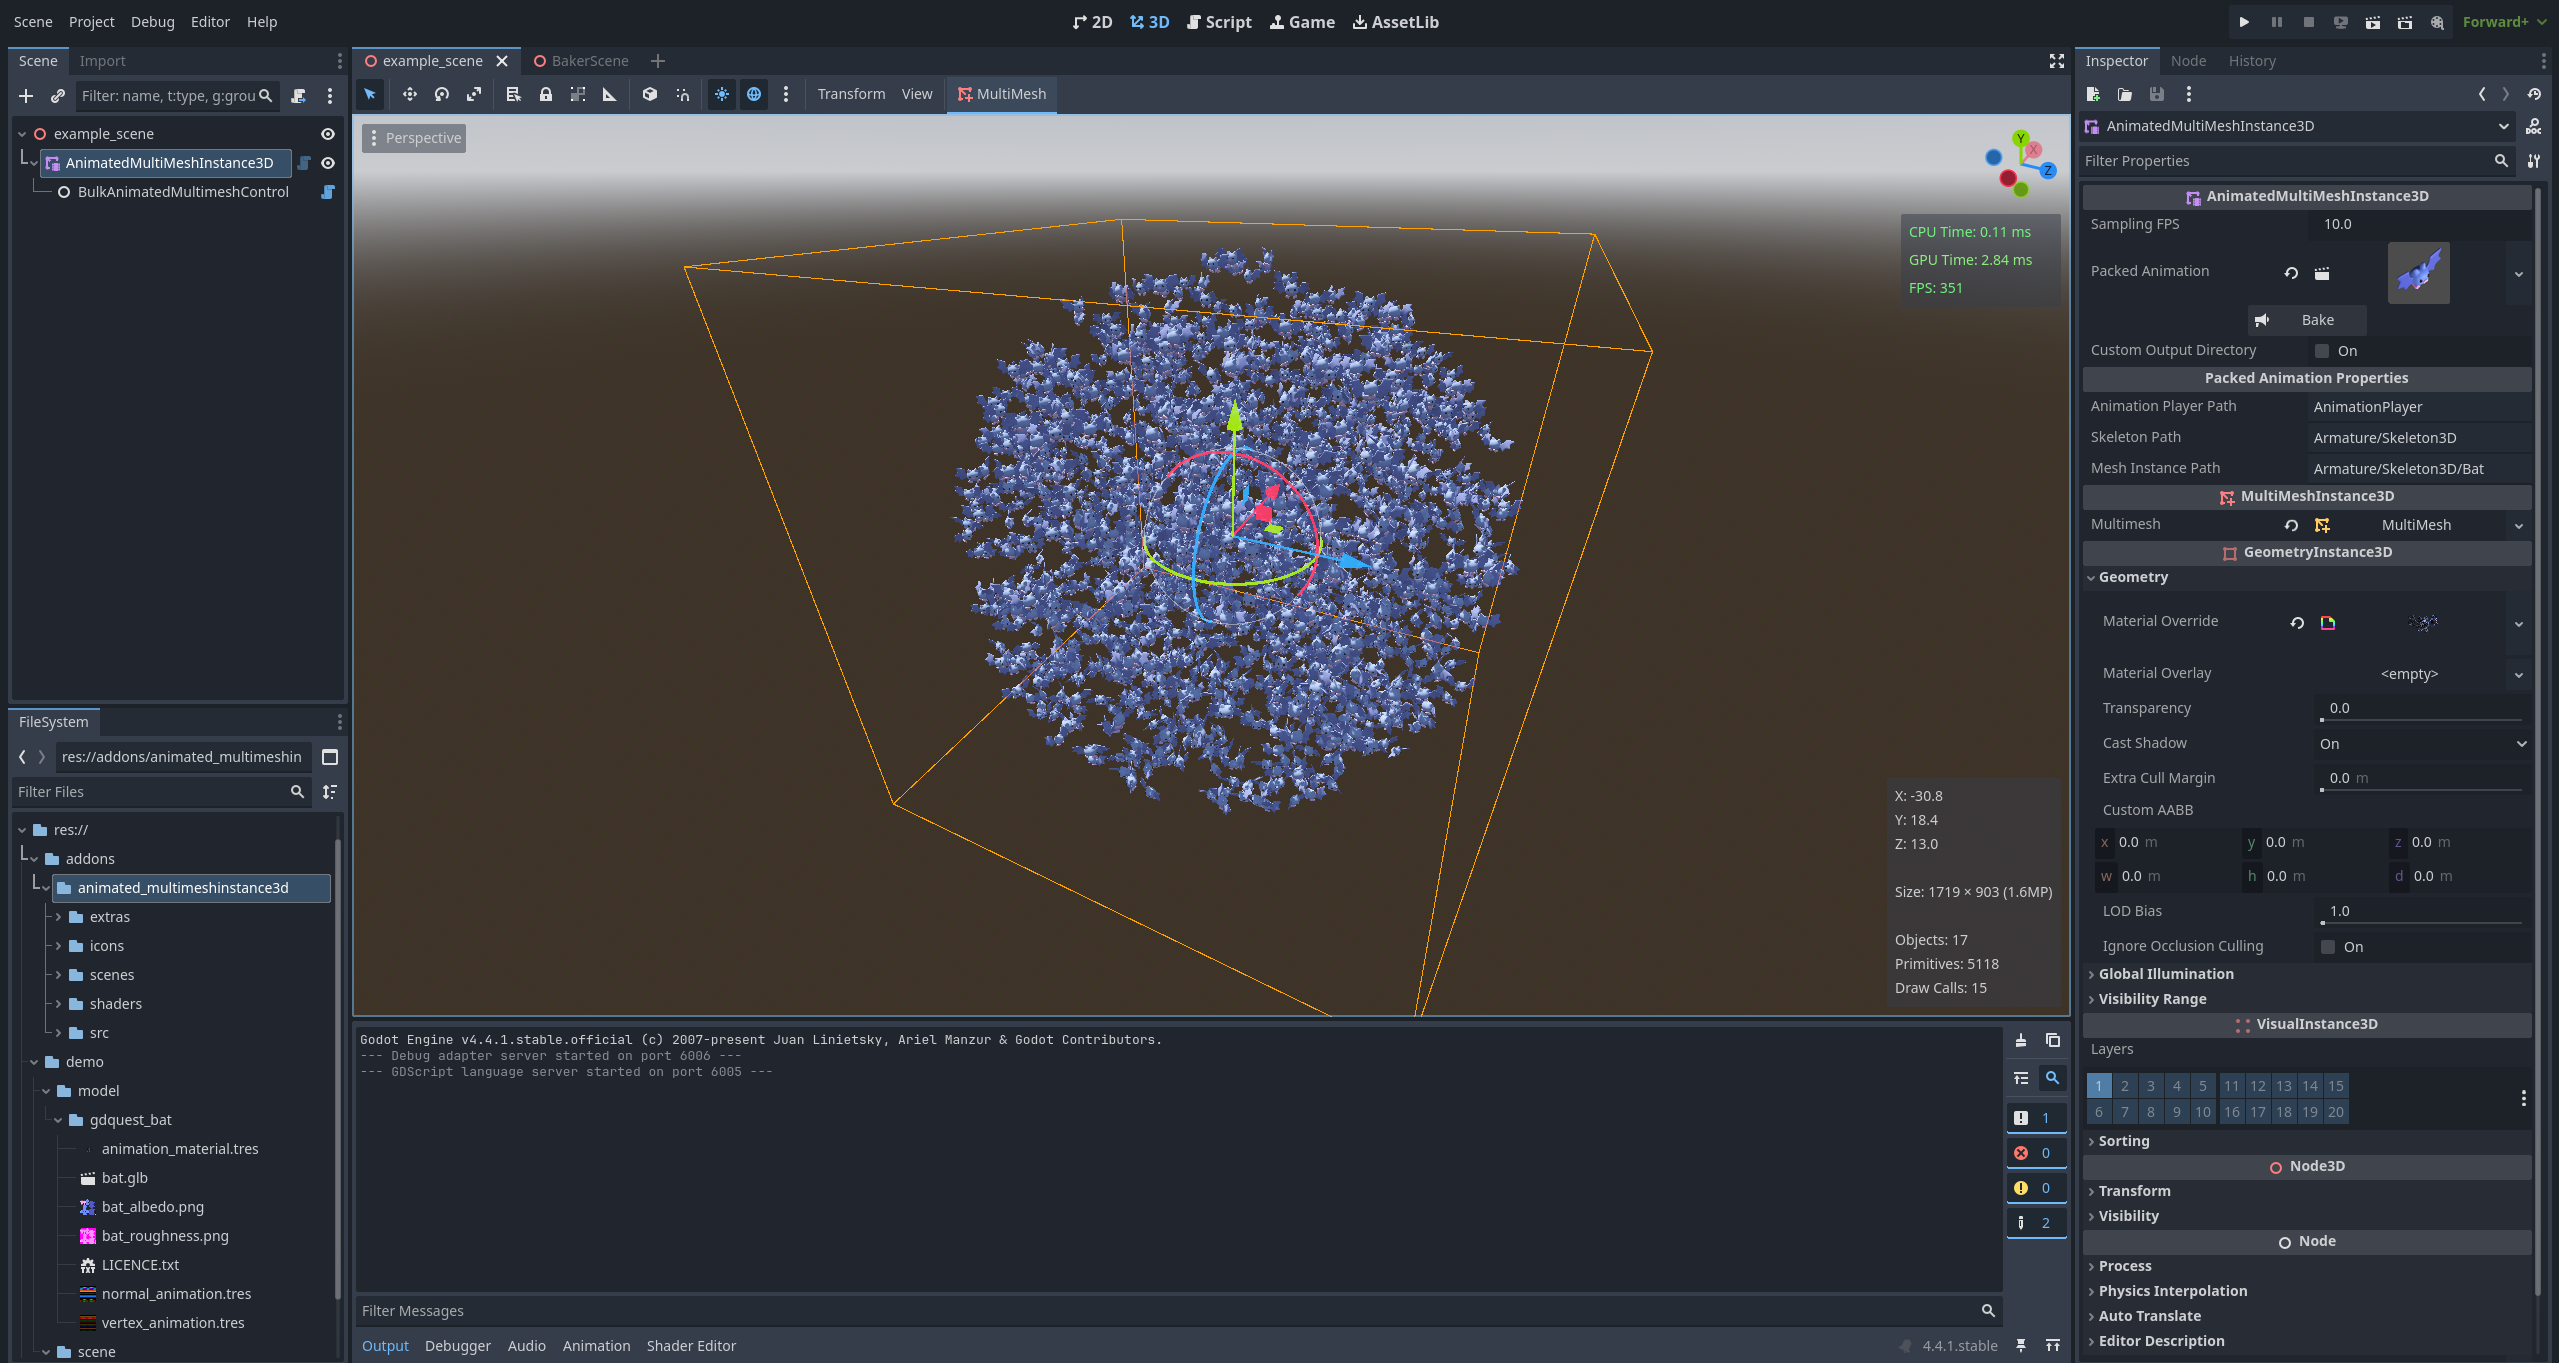 Scene Project Debug Editor Help
2D 3D Script Game AssetLib
Forward+
Scene Import
Filter: name, t:type, g:grou
example_scene
AnimatedMultiMeshInstance3D
BulkAnimatedMultimeshControl
FileSystem
res://addons/animated_multimeshin
Filter Files
res://
addons
animated_multimeshinstance3d
extras
icons
scenes
shaders
src
demo
model
gdquest_bat
animation_material.tres
bat.glb
bat_albedo.png
bat_roughness.png
LICENCE.txt
normal_animation.tres
vertex_animation.tres
scene
example_scene BakerScene
Transform View MultiMesh
Perspective
Y
X
Z
CPU Time: 0.11 ms
GPU Time: 2.84 ms
FPS: 351
X: -30.8
Y: 18.4
Z: 13.0
Size: 1719 × 903 (1.6MP)
Objects: 17
Primitives: 5118
Draw Calls: 15
Godot Engine v4.4.1.stable.official (c) 2007-present Juan Linietsky, Ariel Manzur & Godot Contributors.
--- Debug adapter server started on port 6006 ---
--- GDScript language server started on port 6005 ---
1
0
0
2
Filter Messages
Output Debugger Audio Animation Shader Editor
4.4.1.stable
Inspector Node History
AnimatedMultiMeshInstance3D
Filter Properties
AnimatedMultiMeshInstance3D
Sampling FPS 10.0
Packed Animation
Bake
Custom Output Directory On
Packed Animation Properties
Animation Player Path AnimationPlayer
Skeleton Path Armature/Skeleton3D
Mesh Instance Path Armature/Skeleton3D/Bat
MultiMeshInstance3D
Multimesh MultiMesh
GeometryInstance3D
Geometry
Material Override
Material Overlay <empty>
Transparency 0.0
Cast Shadow On
Extra Cull Margin 0.0 m
Custom AABB
x 0.0 m y 0.0 m z 0.0 m
w 0.0 m h 0.0 m d 0.0 m
LOD Bias 1.0
Ignore Occlusion Culling On
Global Illumination
Visibility Range
VisualInstance3D
Layers
1 2 3 4 5 11 12 13 14 15
6 7 8 9 10 16 17 18 19 20
Sorting
Node3D
Transform
Visibility
Node
Process
Physics Interpolation
Auto Translate
Editor Description